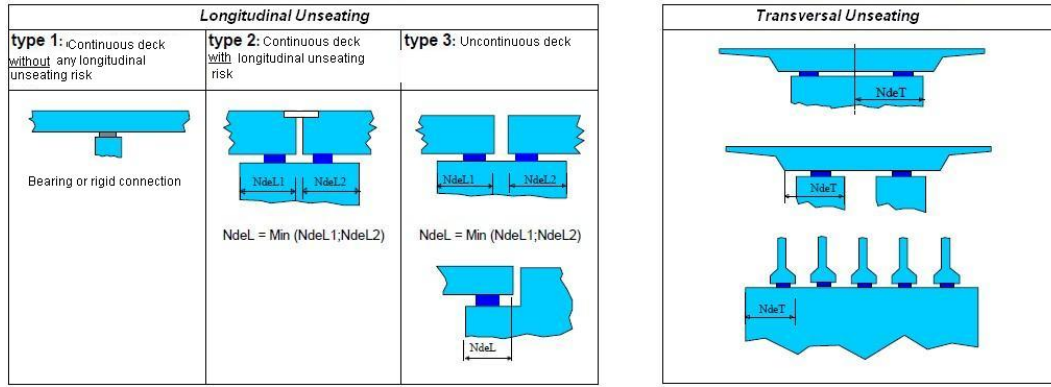 Longitudinal Unseating
type 1: Continuous deck
without any longitudinal
unseating risk
type 2: Continuous deck
with longitudinal unseating
risk
type 3: Uncontinuous deck
Bearing or rigid connection
NdeL1 NdeL2
NdeL = Min (NdeL1;NdeL2)
NdeL1 NdeL2
NdeL = Min (NdeL1;NdeL2)
NdeL
Transversal Unseating
NdeT
NdeT
NdeT